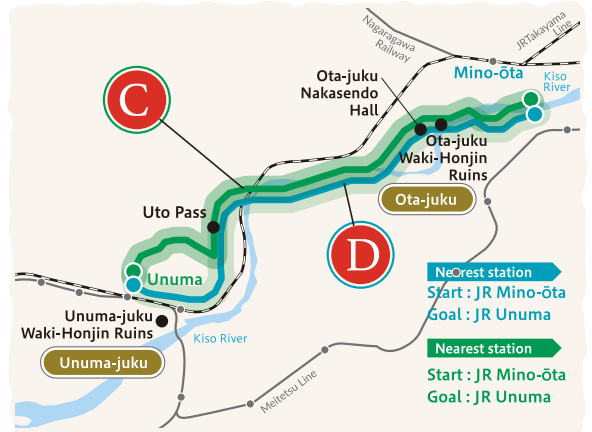 Nagaragawa
Railway
JRTakayama
Line
Mino-ōta
Kiso
River
Ota-juku
Nakasendo
Hall
C
Ota-juku
Waki-Honjin
Ruins
Ota-juku
Uto Pass
D
Unuma
Nearest station
Start : JR Mino-ōta
Goal : JR Unuma
Unuma-juku
Waki-Honjin Ruins
Kiso River
Unuma-juku
Meitetsu Line
Nearest station
Start : JR Mino-ōta
Goal : JR Unuma